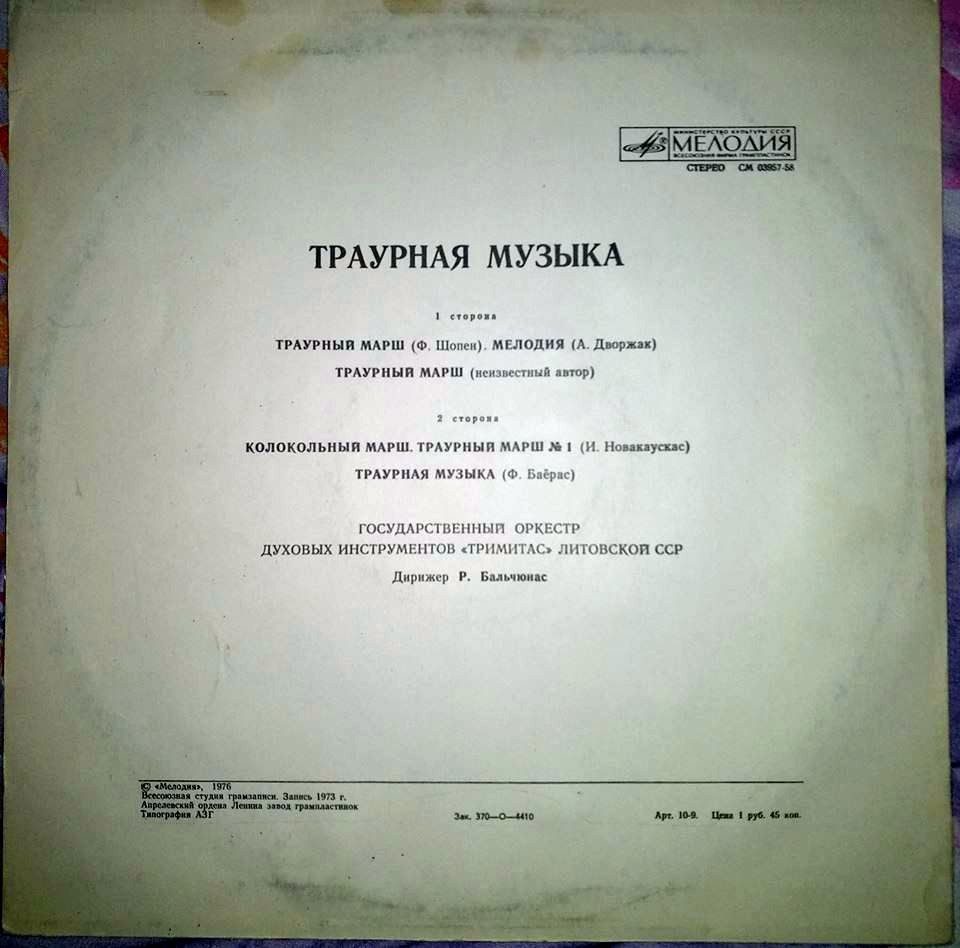 МИНИСТЕРСТВО КУЛЬТУРЫ СССР
МЕЛОДИЯ
ВСЕСОЮЗНАЯ ФИРМА ГРАМПЛАСТИНОК
СТЕРЕО СМ 03957-58
ТРАУРНАЯ МУЗЫКА
1 сторона
ТРАУРНЫЙ МАРШ (Ф. Шопен). МЕЛОДИЯ (А. Дворжак)
ТРАУРНЫЙ МАРШ (неизвестный автор)
2 сторона
КОЛОКОЛЬНЫЙ МАРШ. ТРАУРНЫЙ МАРШ № 1 (И. Новакаускас)
ТРАУРНАЯ МУЗЫКА (Ф. Баёрас)
ГОСУДАРСТВЕННЫЙ ОРКЕСТР
ДУХОВЫХ ИНСТРУМЕНТОВ «ТРИМИТАС» ЛИТОВСКОЙ ССР
Дирижер Р. Бальчюнас
© «Мелодия», 1976
Всесоюзная студия грамзаписи. Запись 1973 г.
Апрелевский ордена Ленина завод грампластинок
Типография АЗГ
Зак. 370—О—4410
Арт. 10-9. Цена 1 руб. 45 коп.